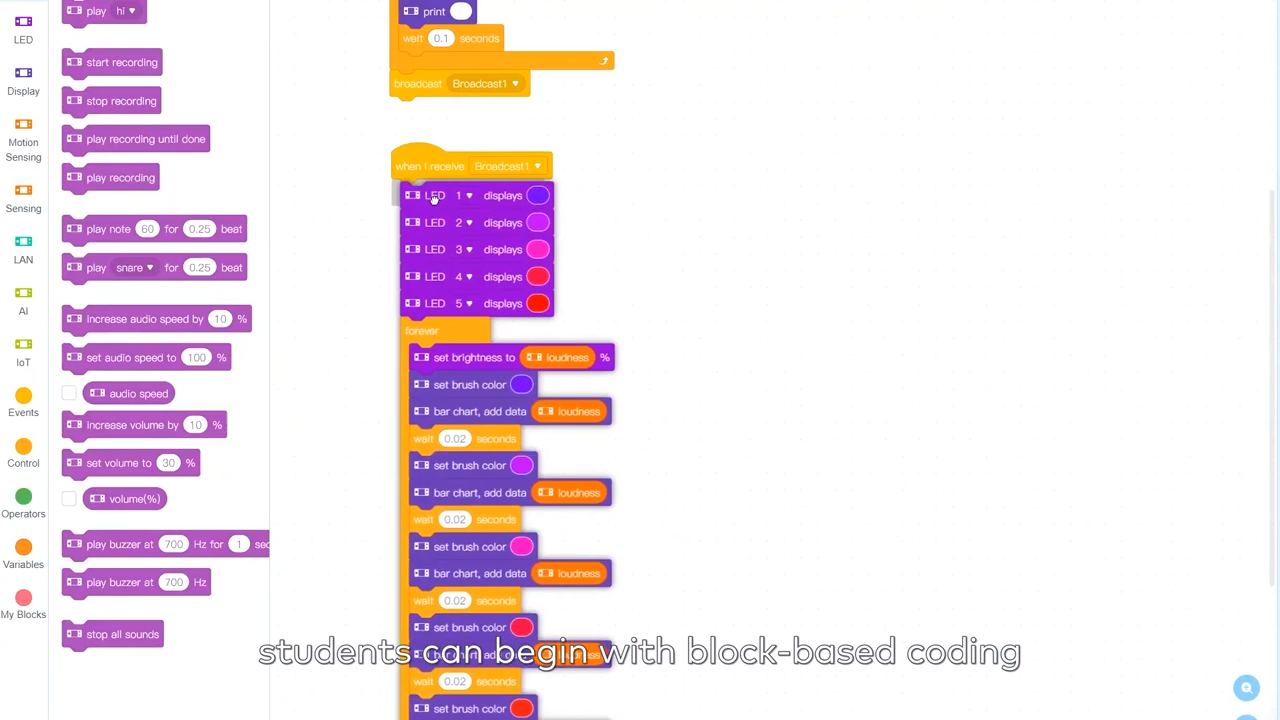 LED
Display
Motion
Sensing
Sensing
LAN
AI
IoT
Events
Control
Operators
Variables
My Blocks
play hi
start recording
stop recording
play recording until done
play recording
play note 60 for 0.25 beat
play snare for 0.25 beat
increase audio speed by 10 %
set audio speed to 100 %
audio speed
increase volume by 10 %
set volume to 30 %
volume(%)
play buzzer at 700 Hz for 1
play buzzer at 700 Hz
stop all sounds
print
wait 0.1 seconds
broadcast Broadcast1
when I receive Broadcast1
LED 1 displays
LED 2 displays
LED 3 displays
LED 4 displays
LED 5 displays
forever
set brightness to loudness %
set brush color
bar chart, add data loudness
wait 0.02 seconds
set brush color
bar chart, add data loudness
wait 0.02 seconds
set brush color
bar chart, add data loudness
wait 0.02 seconds
set brush color
wait 0.02 seconds
set brush color
students can begin with block-based coding